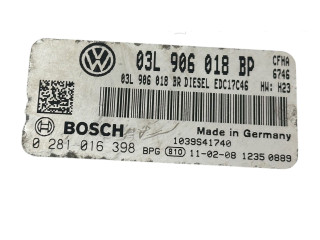 03L 906 018 BP CFHA
6746
03L 906 018 BR DIESEL EDC17C46 HW: H23
BOSCH
Made in Germany
1039S41740
0 281 016 398 BPG B10 11-02-08 1235 0889